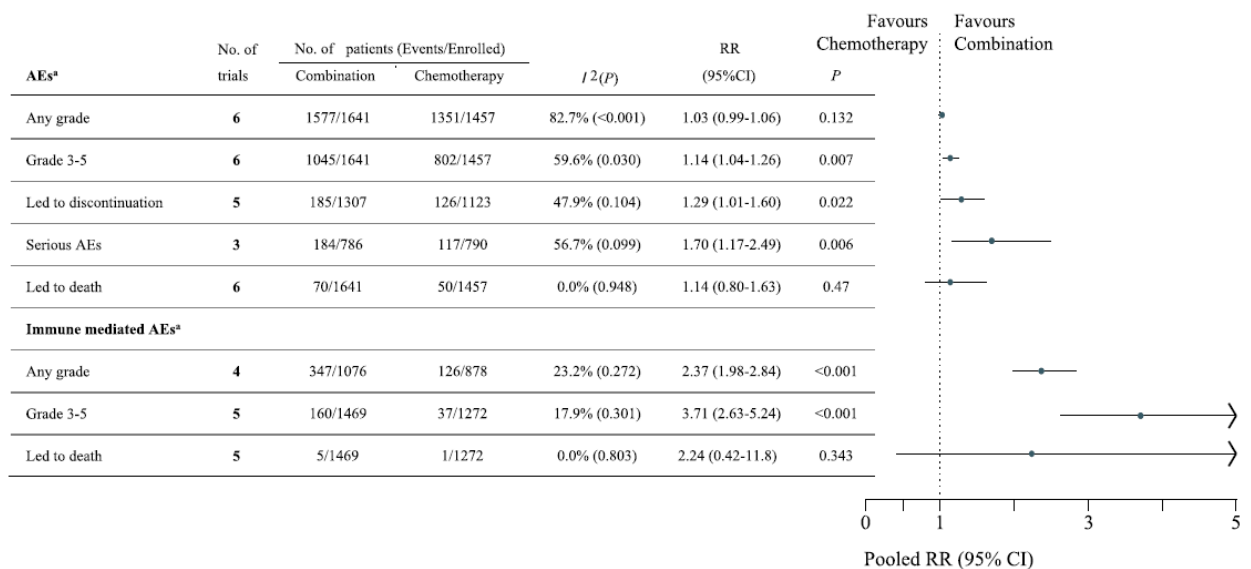 Favours Favours
Chemotherapy Combination
No. of No. of patients (Events/Enrolled) RR
AEsᵃ trials Combination Chemotherapy I 2(P) (95%CI) P
Any grade 6 1577/1641 1351/1457 82.7% (<0.001) 1.03 (0.99-1.06) 0.132
Grade 3-5 6 1045/1641 802/1457 59.6% (0.030) 1.14 (1.04-1.26) 0.007
Led to discontinuation 5 185/1307 126/1123 47.9% (0.104) 1.29 (1.01-1.60) 0.022
Serious AEs 3 184/786 117/790 56.7% (0.099) 1.70 (1.17-2.49) 0.006
Led to death 6 70/1641 50/1457 0.0% (0.948) 1.14 (0.80-1.63) 0.47
Immune mediated AEsᵃ
Any grade 4 347/1076 126/878 23.2% (0.272) 2.37 (1.98-2.84) <0.001
Grade 3-5 5 160/1469 37/1272 17.9% (0.301) 3.71 (2.63-5.24) <0.001
Led to death 5 5/1469 1/1272 0.0% (0.803) 2.24 (0.42-11.8) 0.343
0 1 3 5
Pooled RR (95% CI)